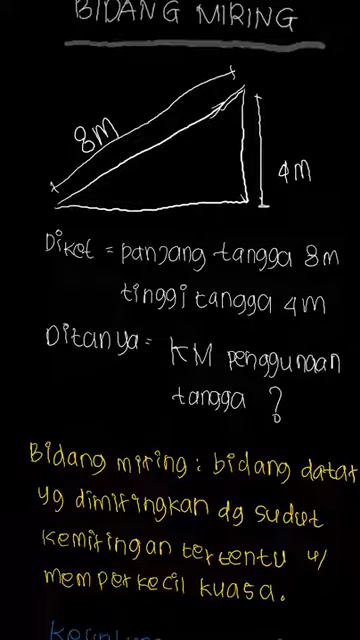 BIDANG MIRING
8M
4M
Diket = panjang tangga 8m
tinggi tangga 4m
Ditanya = KM penggunaan
tangga ?
Bidang miring : bidang datar
yg dimiringkan dg sudut
kemiringan tertentu u/
memperkecil kuasa.